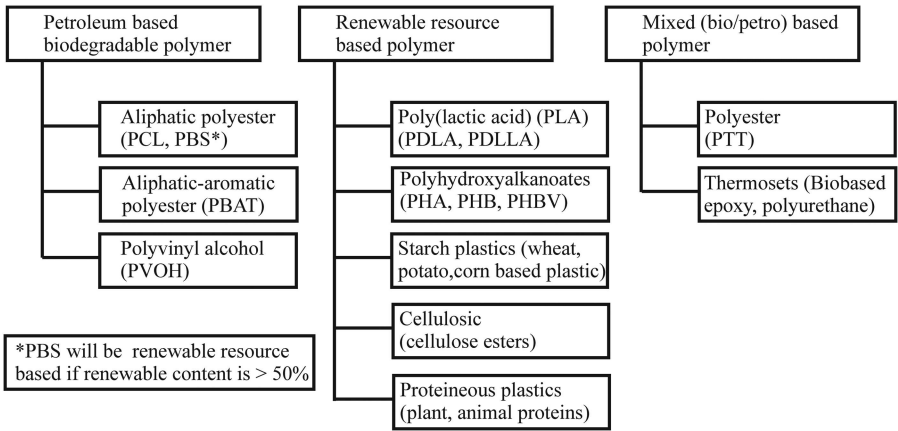 Petroleum based
biodegradable polymer
Aliphatic polyester
(PCL, PBS*)
Aliphatic-aromatic
polyester (PBAT)
Polyvinyl alcohol
(PVOH)
*PBS will be renewable resource
based if renewable content is > 50%
Renewable resource
based polymer
Poly(lactic acid) (PLA)
(PDLA, PDLLA)
Polyhydroxyalkanoates
(PHA, PHB, PHBV)
Starch plastics (wheat,
potato,corn based plastic)
Cellulosic
(cellulose esters)
Proteineous plastics
(plant, animal proteins)
Mixed (bio/petro) based
polymer
Polyester
(PTT)
Thermosets (Biobased
epoxy, polyurethane)